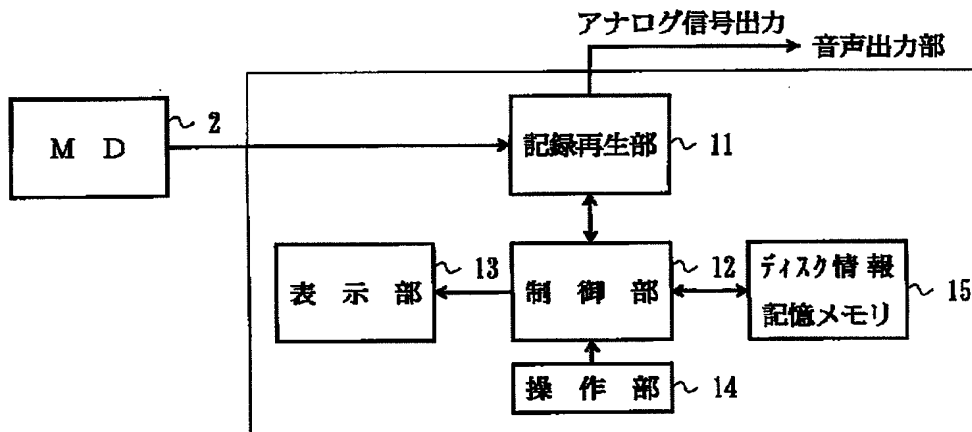 アナログ信号出力
音声出力部
M D
2
記録再生部
11
表示部
13
制御部
12
ディスク情報
記憶メモリ
15
操作部
14